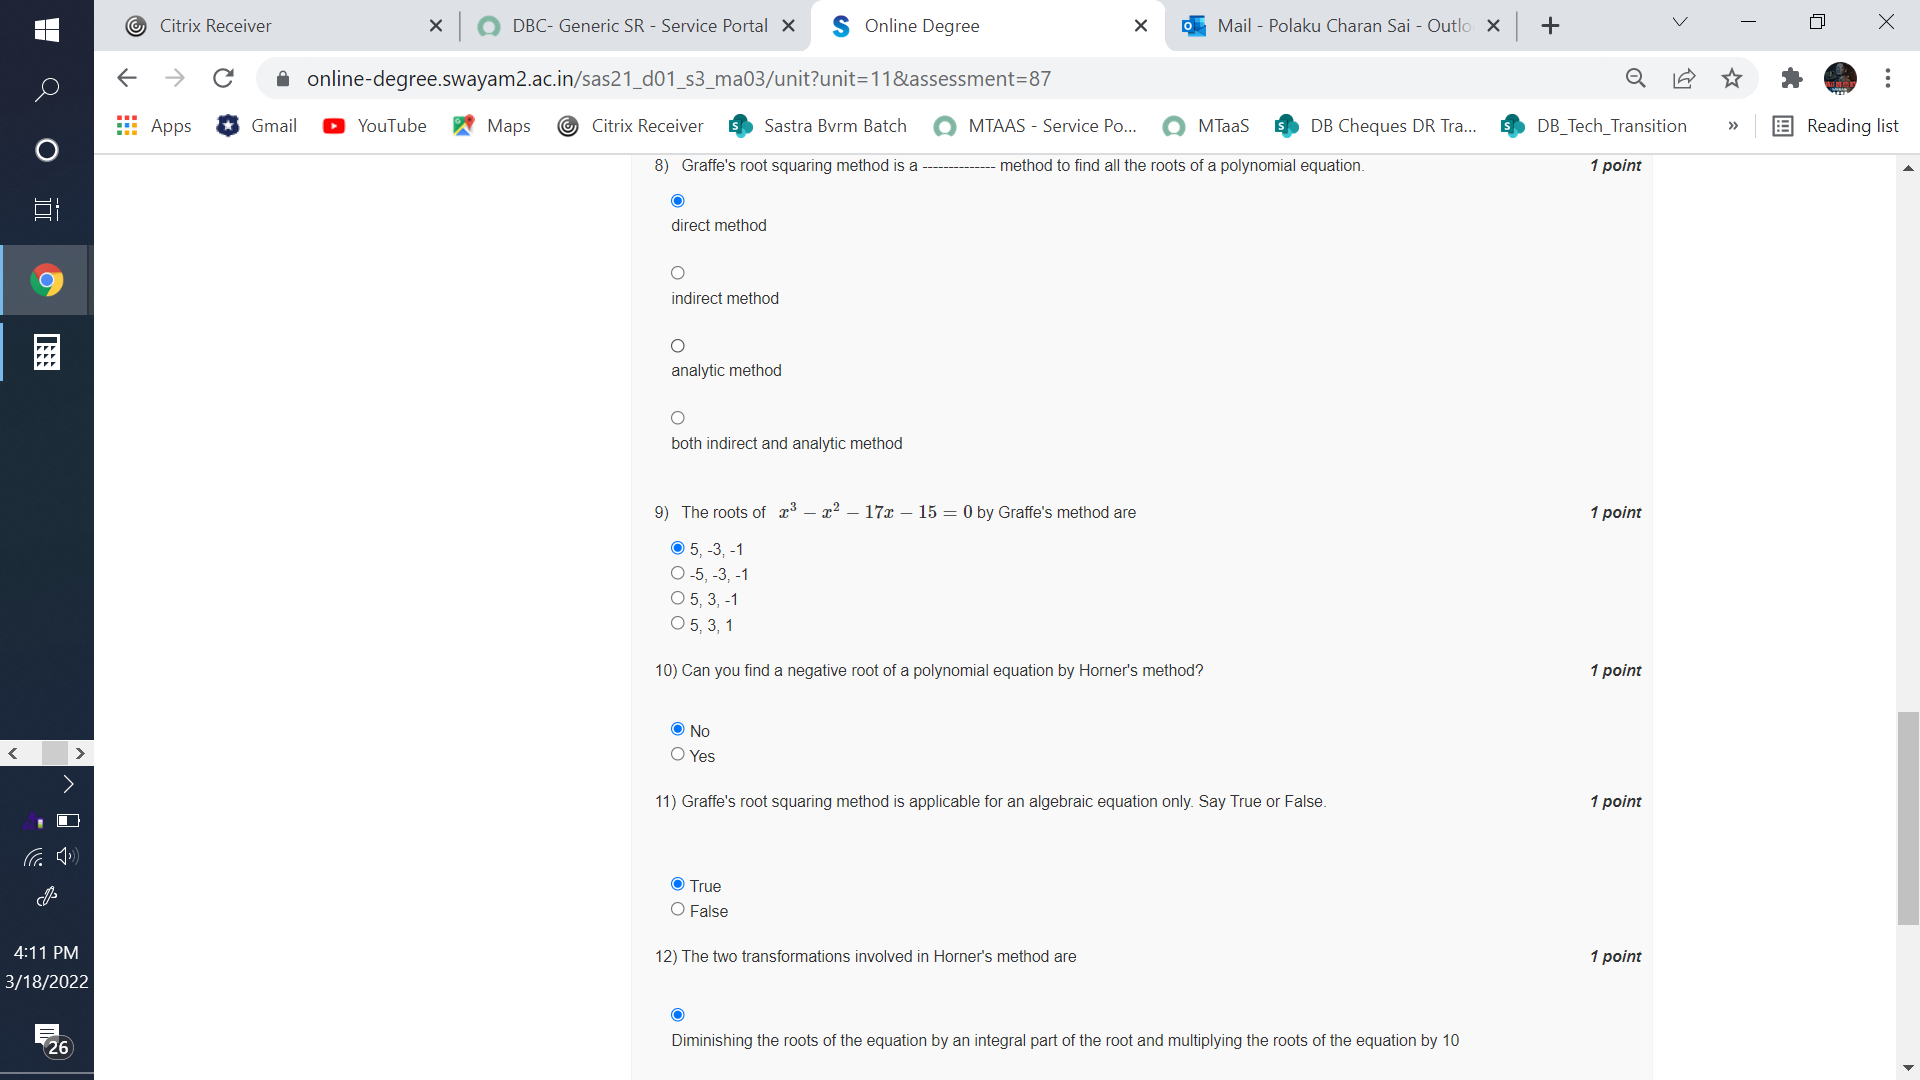 Citrix Receiver
DBC- Generic SR - Service Portal
Online Degree
Mail - Polaku Charan Sai - Outlo
online-degree.swayam2.ac.in/sas21_d01_s3_ma03/unit?unit=11&assessment=87
Apps
Gmail
YouTube
Maps
Citrix Receiver
Sastra Bvrm Batch
MTAAS - Service Po...
MTaaS
DB Cheques DR Tra...
DB_Tech_Transition
»
Reading list
8) Graffe's root squaring method is a -------------- method to find all the roots of a polynomial equation. 1 point
direct method
indirect method
analytic method
both indirect and analytic method
9) The roots of x³ − x² − 17x − 15 = 0 by Graffe's method are 1 point
5, -3, -1
-5, -3, -1
5, 3, -1
5, 3, 1
10) Can you find a negative root of a polynomial equation by Horner's method? 1 point
No
Yes
11) Graffe's root squaring method is applicable for an algebraic equation only. Say True or False. 1 point
True
False
12) The two transformations involved in Horner's method are 1 point
Diminishing the roots of the equation by an integral part of the root and multiplying the roots of the equation by 10
4:11 PM
3/18/2022
26